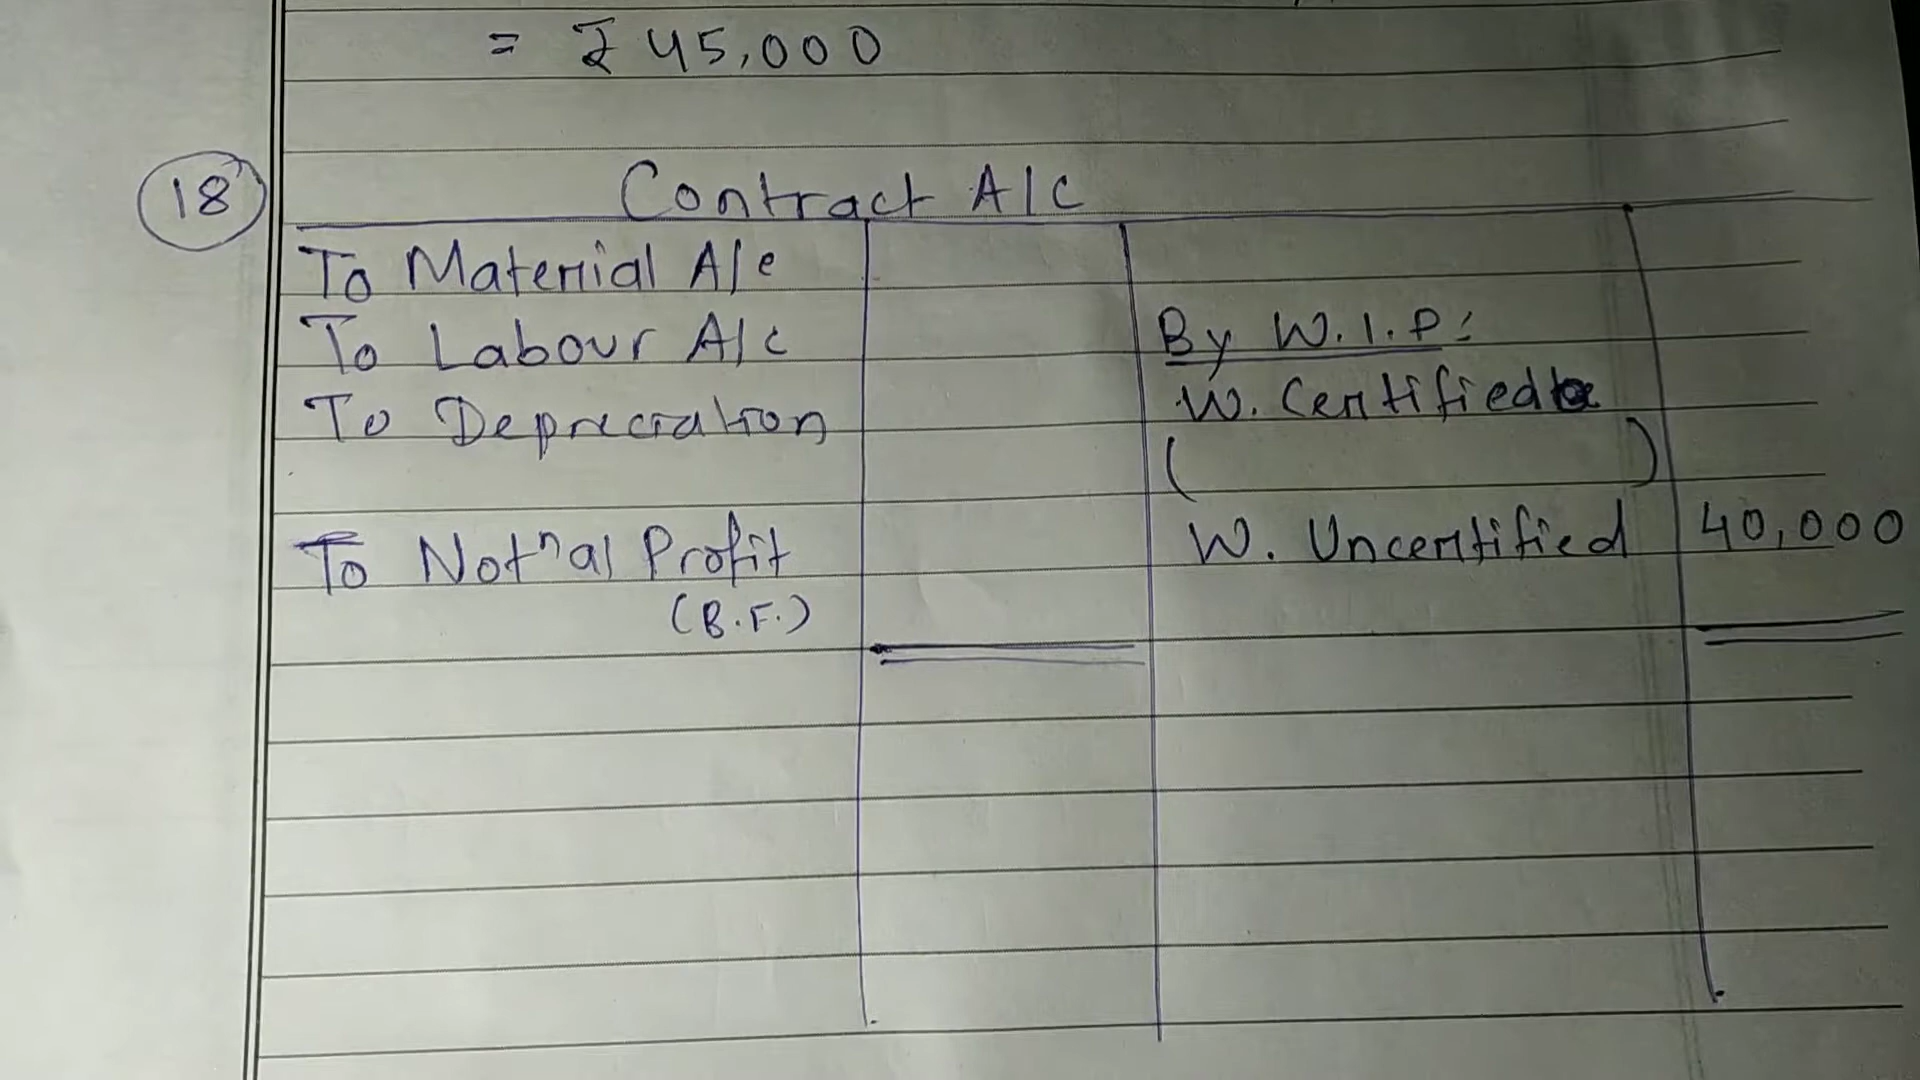 = ₹ 45,000
18
Contract A/C
To Material A/c
To Labour A/c
By W.I.P:
To Depreciation
W. Certified
( )
To Not'nal Profit
W. Uncertified 40,000
(B.F.)